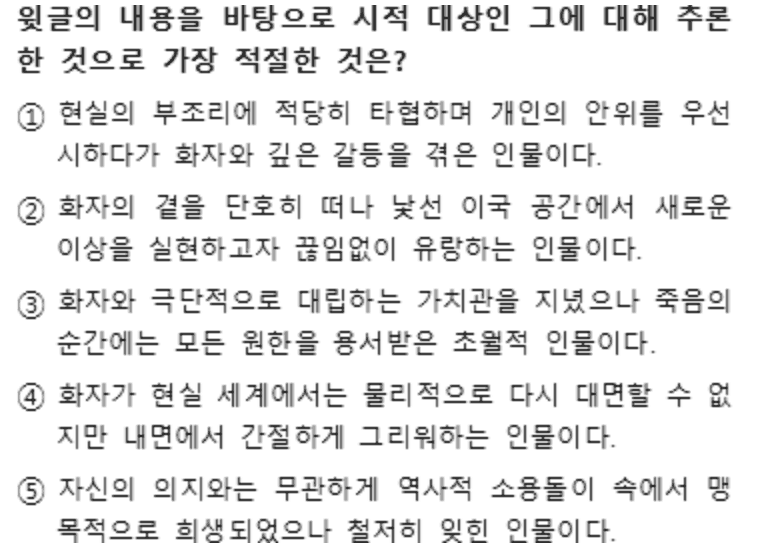 윗글의 내용을 바탕으로 시적 대상인 그에 대해 추론
한 것으로 가장 적절한 것은?
① 현실의 부조리에 적당히 타협하며 개인의 안위를 우선
시하다가 화자와 깊은 갈등을 겪은 인물이다.
② 화자의 곁을 단호히 떠나 낯선 이국 공간에서 새로운
이상을 실현하고자 끊임없이 유랑하는 인물이다.
③ 화자와 극단적으로 대립하는 가치관을 지녔으나 죽음의
순간에는 모든 원한을 용서받은 초월적 인물이다.
④ 화자가 현실 세계에서는 물리적으로 다시 대면할 수 없
지만 내면에서 간절하게 그리워하는 인물이다.
⑤ 자신의 의지와는 무관하게 역사적 소용돌이 속에서 맹
목적으로 희생되었으나 철저히 잊힌 인물이다.